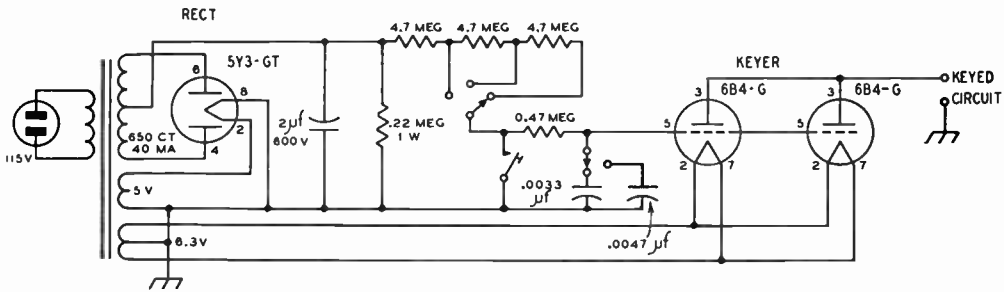 RECT
4.7 MEG 4.7 MEG 4.7 MEG
5Y3-GT
KEYER
6
8
2
4
3
6B4-G
3
6B4-G
KEYED
CIRCUIT
115V
650 CT
40 MA
2µf
600V
.22 MEG
1 W
0.47 MEG
5
5
2
7
2
7
5V
.0033
µf
.0047 µf
6.3V